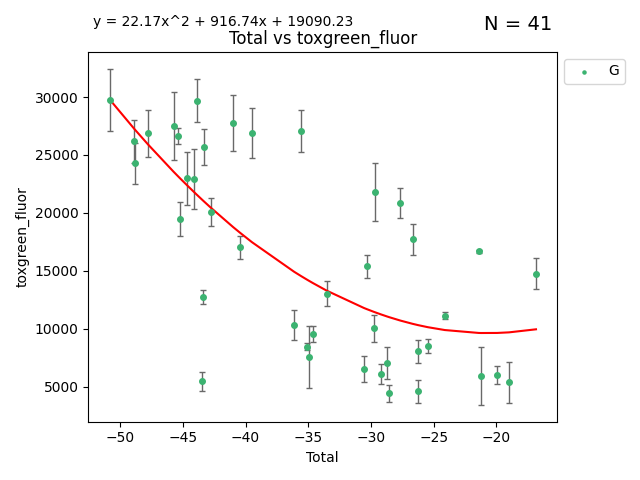 y = 22.17x^2 + 916.74x + 19090.23
N = 41
Total vs toxgreen_fluor
G
toxgreen_fluor
30000
25000
20000
15000
10000
5000
−50
−45
−40
−35
−30
−25
−20
Total